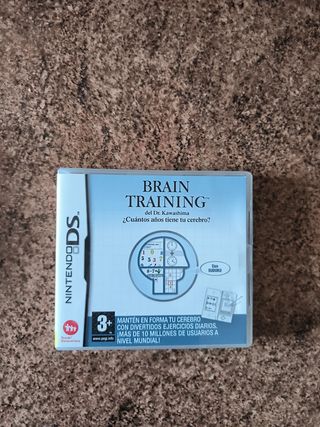 NINTENDO DS
BRAIN
TRAINING™
del Dr. Kawashima
¿Cuántos años tiene tu cerebro?
Con
SUDOKU
3+
www.pegi.info
MANTÉN EN FORMA TU CEREBRO
CON DIVERTIDOS EJERCICIOS DIARIOS.
¡MÁS DE 10 MILLONES DE USUARIOS A
NIVEL MUNDIAL!